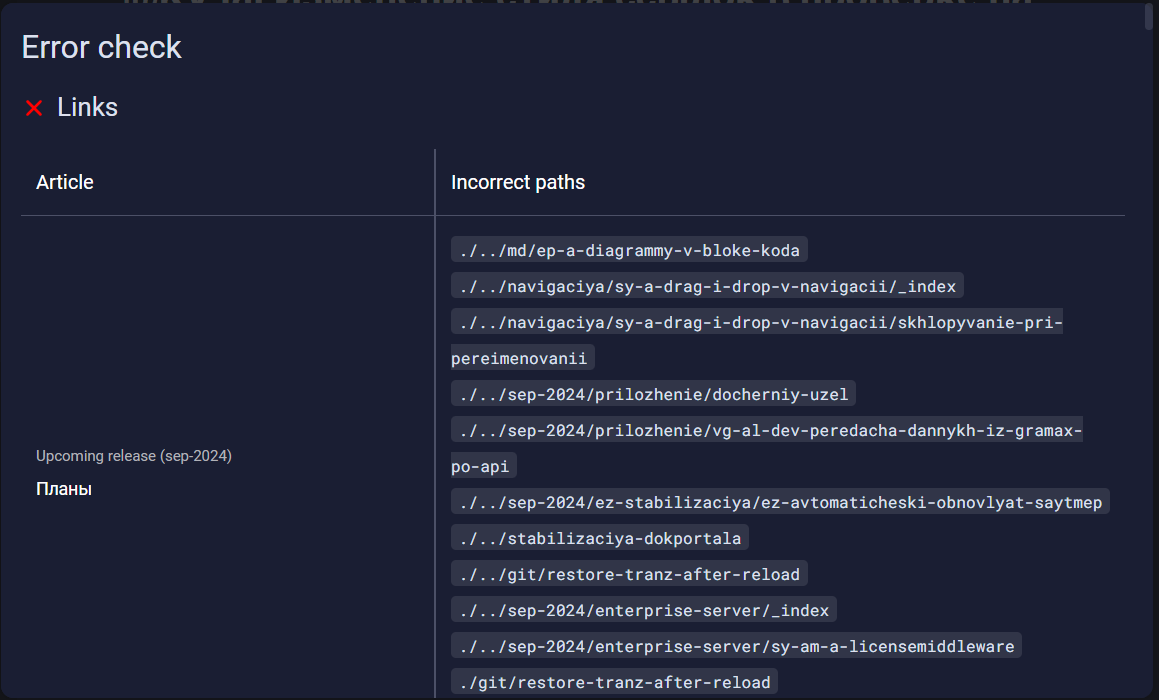 Error check
Links
Article
Incorrect paths
./../md/ep-a-diagrammy-v-bloke-koda
./../navigaciya/sy-a-drag-i-drop-v-navigacii/_index
./../navigaciya/sy-a-drag-i-drop-v-navigacii/skhlopyvanie-pri-
pereimenovanii
./../sep-2024/prilozhenie/docherniy-uzel
./../sep-2024/prilozhenie/vg-al-dev-peredacha-dannykh-iz-gramax-
po-api
Upcoming release (sep-2024)
Планы
./../sep-2024/ez-stabilizaciya/ez-avtomaticheski-obnovlyat-saytmep
./../stabilizaciya-dokportala
./../git/restore-tranz-after-reload
./../sep-2024/enterprise-server/_index
./../sep-2024/enterprise-server/sy-am-a-licensemiddleware
./git/restore-tranz-after-reload